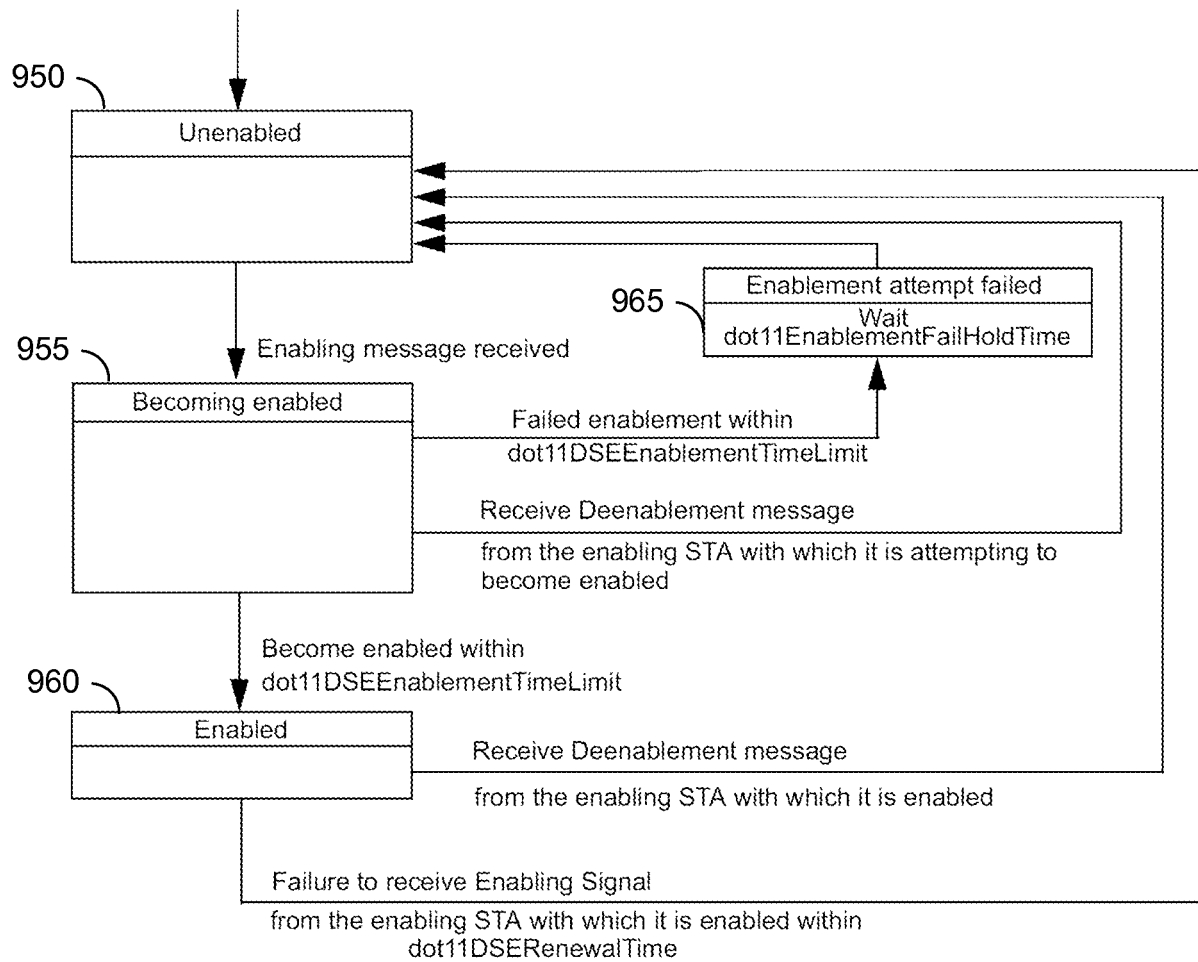 950
Unenabled
Enabling message received
965
Enablement attempt failed
Wait
dot11EnablementFailHoldTime
955
Becoming enabled
Failed enablement within
dot11DSEEnablementTimeLimit
Receive Deenablement message
from the enabling STA with which it is attempting to
become enabled
Become enabled within
dot11DSEEnablementTimeLimit
960
Enabled
Receive Deenablement message
from the enabling STA with which it is enabled
Failure to receive Enabling Signal
from the enabling STA with which it is enabled within
dot11DSERenewalTime